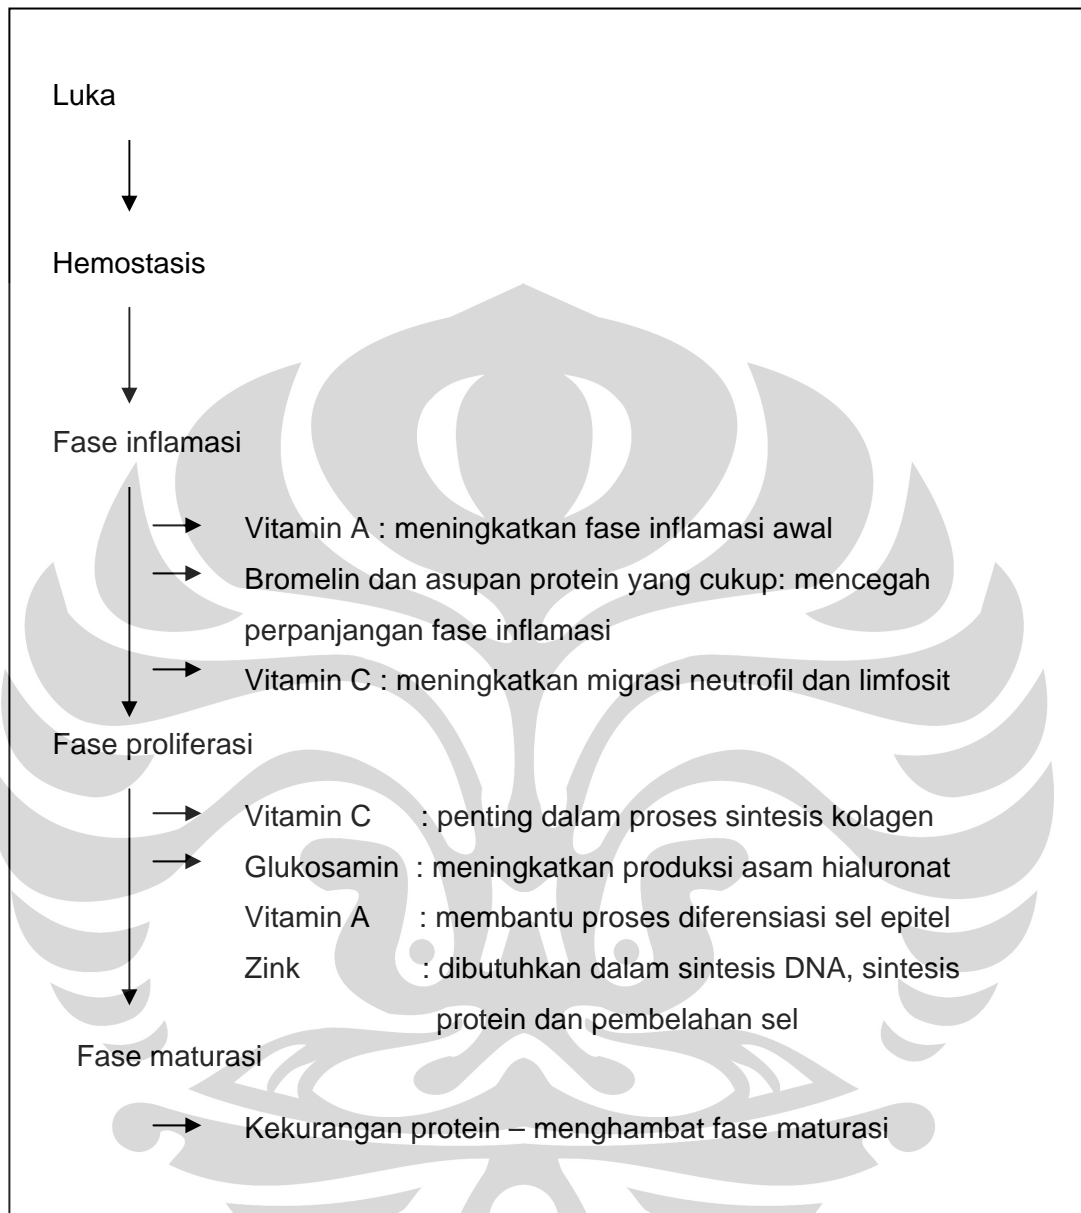 Luka
Hemostasis
Fase inflamasi
Vitamin A : meningkatkan fase inflamasi awal
Bromelin dan asupan protein yang cukup: mencegah
perpanjangan fase inflamasi
Vitamin C : meningkatkan migrasi neutrofil dan limfosit
Fase proliferasi
Vitamin C : penting dalam proses sintesis kolagen
Glukosamin : meningkatkan produksi asam hialuronat
Vitamin A : membantu proses diferensiasi sel epitel
Zink : dibutuhkan dalam sintesis DNA, sintesis
protein dan pembelahan sel
Fase maturasi
Kekurangan protein – menghambat fase maturasi